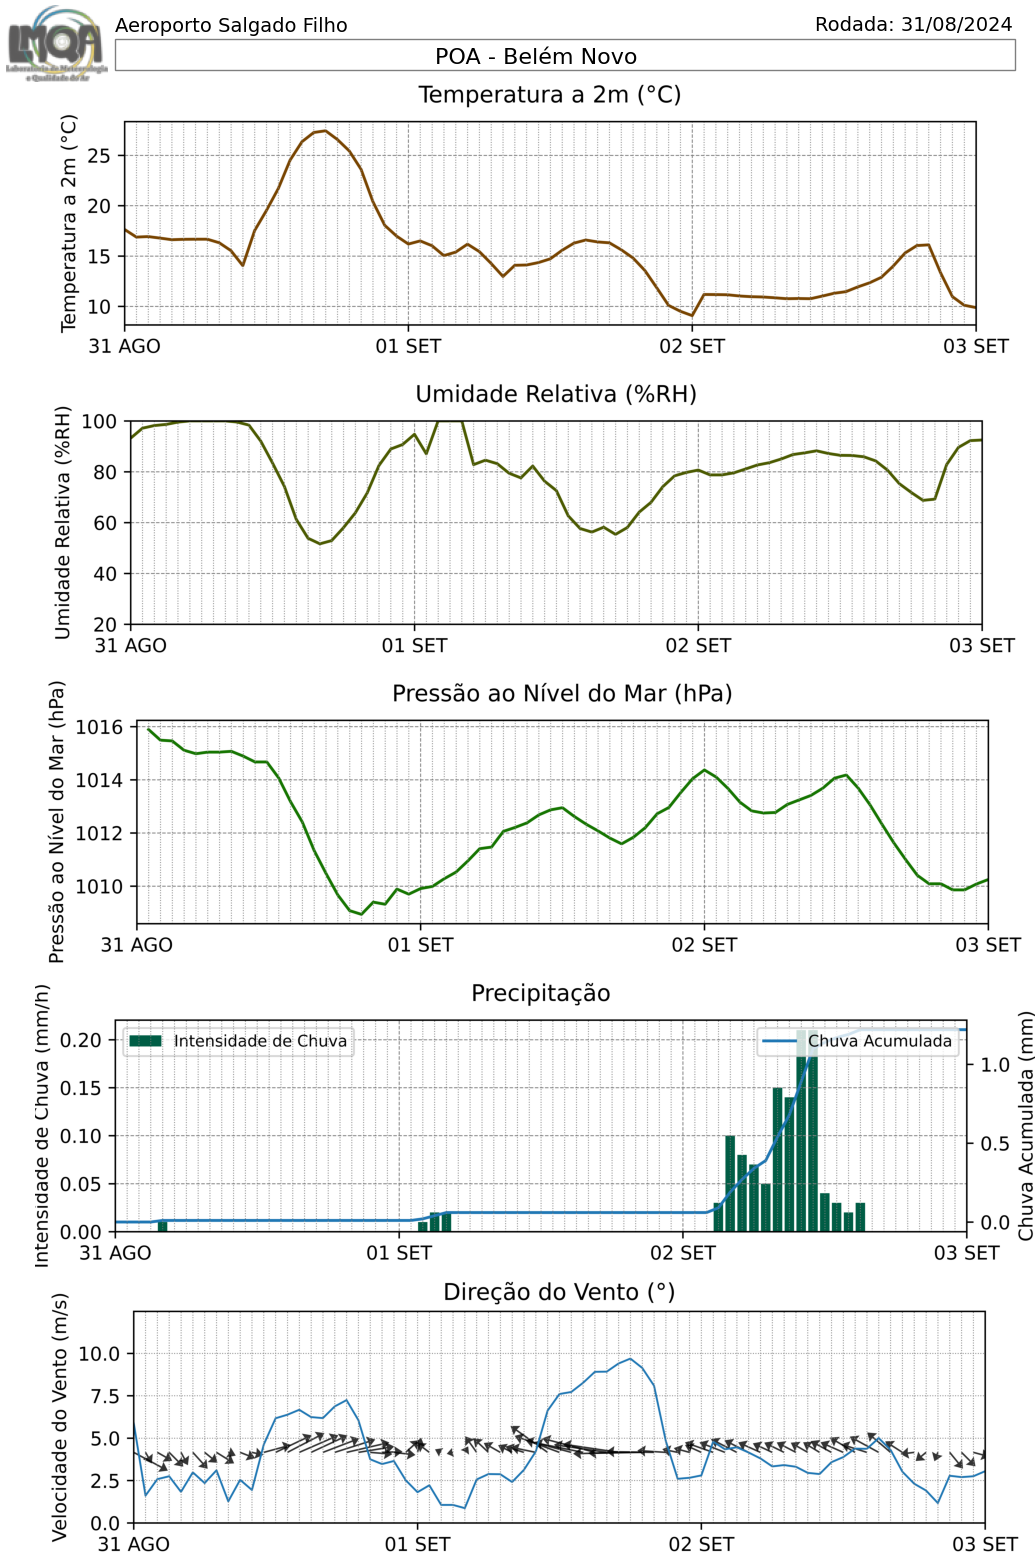 LMQA
Laboratório de Meteorologia
e Qualidade do Ar
Aeroporto Salgado Filho
Rodada: 31/08/2024
POA - Belém Novo
Temperatura a 2m (°C)
Temperatura a 2m (°C)
25
20
15
10
31 AGO
01 SET
02 SET
03 SET
Umidade Relativa (%RH)
Umidade Relativa (%RH)
100
80
60
40
20
31 AGO
01 SET
02 SET
03 SET
Pressão ao Nível do Mar (hPa)
Pressão ao Nível do Mar (hPa)
1016
1014
1012
1010
31 AGO
01 SET
02 SET
03 SET
Precipitação
Intensidade de Chuva (mm/h)
0.20
0.15
0.10
0.05
0.00
Intensidade de Chuva
Chuva Acumulada
1.0
0.5
0.0
Chuva Acumulada (mm)
31 AGO
01 SET
02 SET
03 SET
Direção do Vento (°)
Velocidade do Vento (m/s)
10.0
7.5
5.0
2.5
0.0
31 AGO
01 SET
02 SET
03 SET